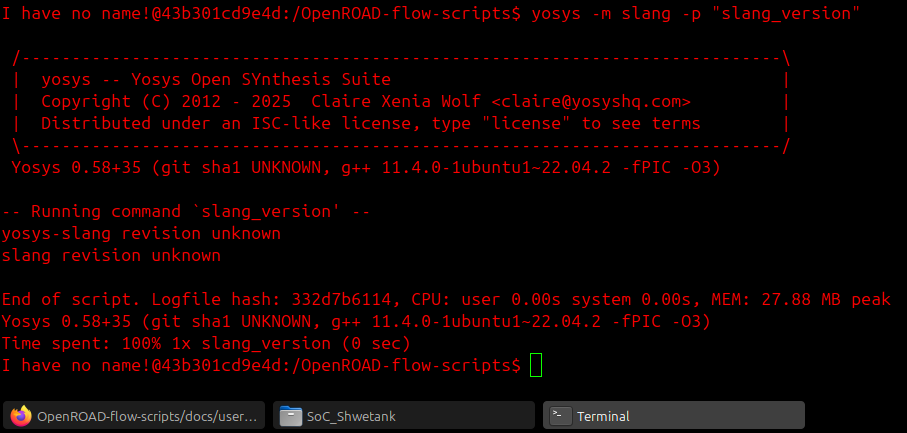 I have no name!@43b301cd9e4d:/OpenROAD-flow-scripts$ yosys -m slang -p "slang_version"
/----------------------------------------------------------------------------\
| yosys -- Yosys Open SYnthesis Suite |
| Copyright (C) 2012 - 2025 Claire Xenia Wolf <claire@yosyshq.com> |
| Distributed under an ISC-like license, type "license" to see terms |
\----------------------------------------------------------------------------/
Yosys 0.58+35 (git sha1 UNKNOWN, g++ 11.4.0-1ubuntu1~22.04.2 -fPIC -O3)
-- Running command `slang_version' --
yosys-slang revision unknown
slang revision unknown
End of script. Logfile hash: 332d7b6114, CPU: user 0.00s system 0.00s, MEM: 27.88 MB peak
Yosys 0.58+35 (git sha1 UNKNOWN, g++ 11.4.0-1ubuntu1~22.04.2 -fPIC -O3)
Time spent: 100% 1x slang_version (0 sec)
I have no name!@43b301cd9e4d:/OpenROAD-flow-scripts$
OpenROAD-flow-scripts/docs/user...
SoC_Shwetank
Terminal